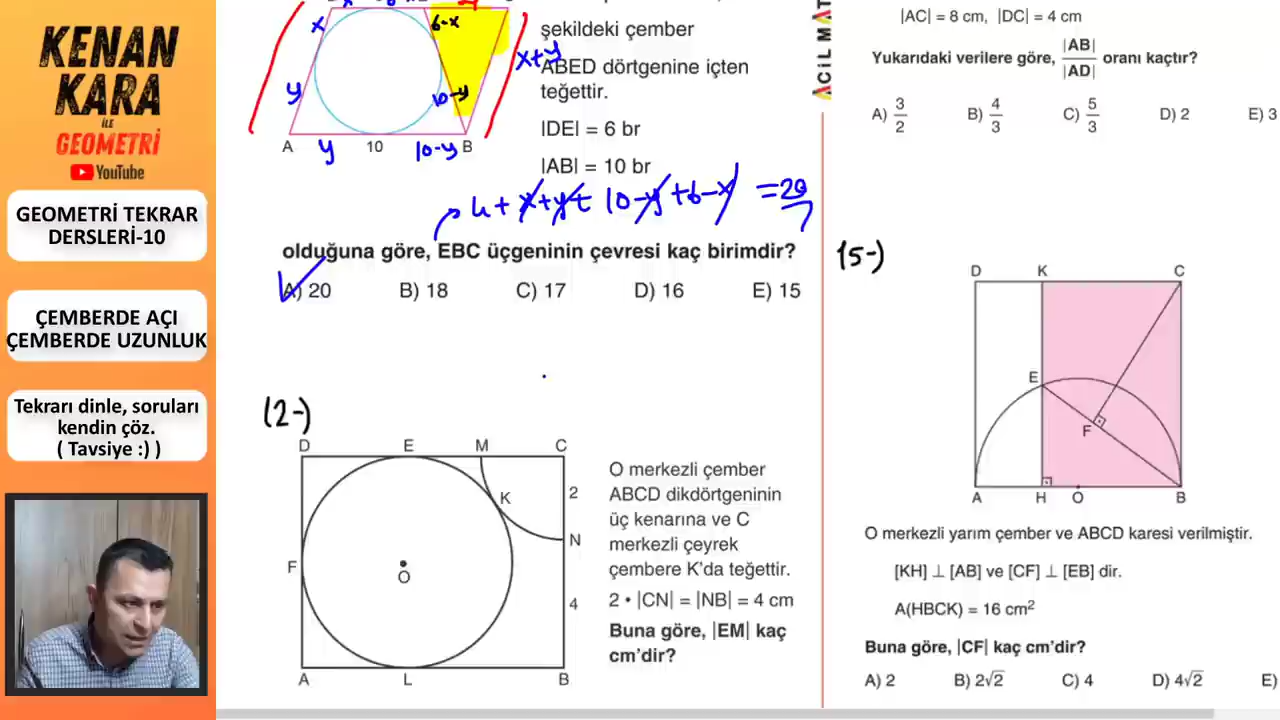 KENAN
KARA
İLE
GEOMETRİ
YouTube
GEOMETRİ TEKRAR
DERSLERİ-10
ÇEMBERDE AÇI
ÇEMBERDE UZUNLUK
Tekrarı dinle, soruları
kendin çöz.
( Tavsiye :) )
x
6-x
y
10-y
x+y
A
y
10
10-y
B
şekildeki çember
ABED dörtgenine içten
teğettir.
|DE| = 6 br
|AB| = 10 br
4+x+y+10-y+6-x=20
olduğuna göre, EBC üçgeninin çevresi kaç birimdir?
A) 20 B) 18 C) 17 D) 16 E) 15
(2-)
D E M C
K
2
N
F
O
4
A L B
O merkezli çember
ABCD dikdörtgeninin
üç kenarına ve C
merkezli çeyrek
çembere K'da teğettir.
2 • |CN| = |NB| = 4 cm
Buna göre, |EM| kaç
cm'dir?
ACİL MAT
|AC| = 8 cm, |DC| = 4 cm
Yukarıdaki verilere göre, |AB| / |AD| oranı kaçtır?
A) 3/2 B) 4/3 C) 5/3 D) 2 E) 3
(5-)
D K C
E
F
A H O B
O merkezli yarım çember ve ABCD karesi verilmiştir.
[KH] ⊥ [AB] ve [CF] ⊥ [EB] dir.
A(HBCK) = 16 cm²
Buna göre, |CF| kaç cm'dir?
A) 2 B) 2√2 C) 4 D) 4√2 E)